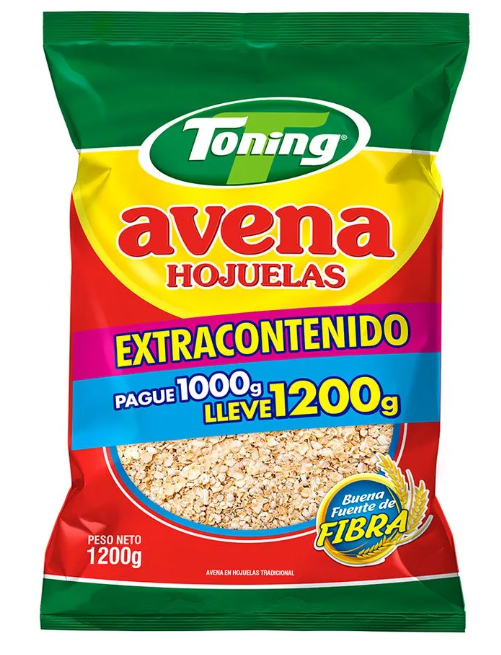 Toning®
avena
HOJUELAS
EXTRACONTENIDO
PAGUE 1000g
LLEVE 1200g
Buena
Fuente de
FIBRA
PESO NETO
1200g
AVENA EN HOJUELAS TRADICIONAL